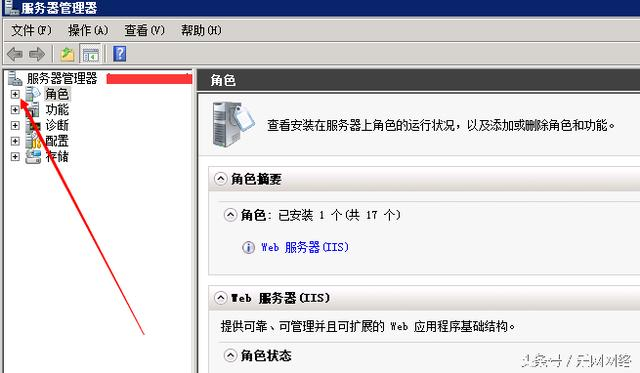 服务器管理器
文件(F) 操作(A) 查看(V) 帮助(H)
服务器管理器
角色
功能
诊断
配置
存储
角色
查看安装在服务器上角色的运行状况，以及添加或删除角色和功能。
角色摘要
角色: 已安装 1 个(共 17 个)
Web 服务器(IIS)
Web 服务器(IIS)
提供可靠、可管理并且可扩展的 Web 应用程序基础结构。
角色状态